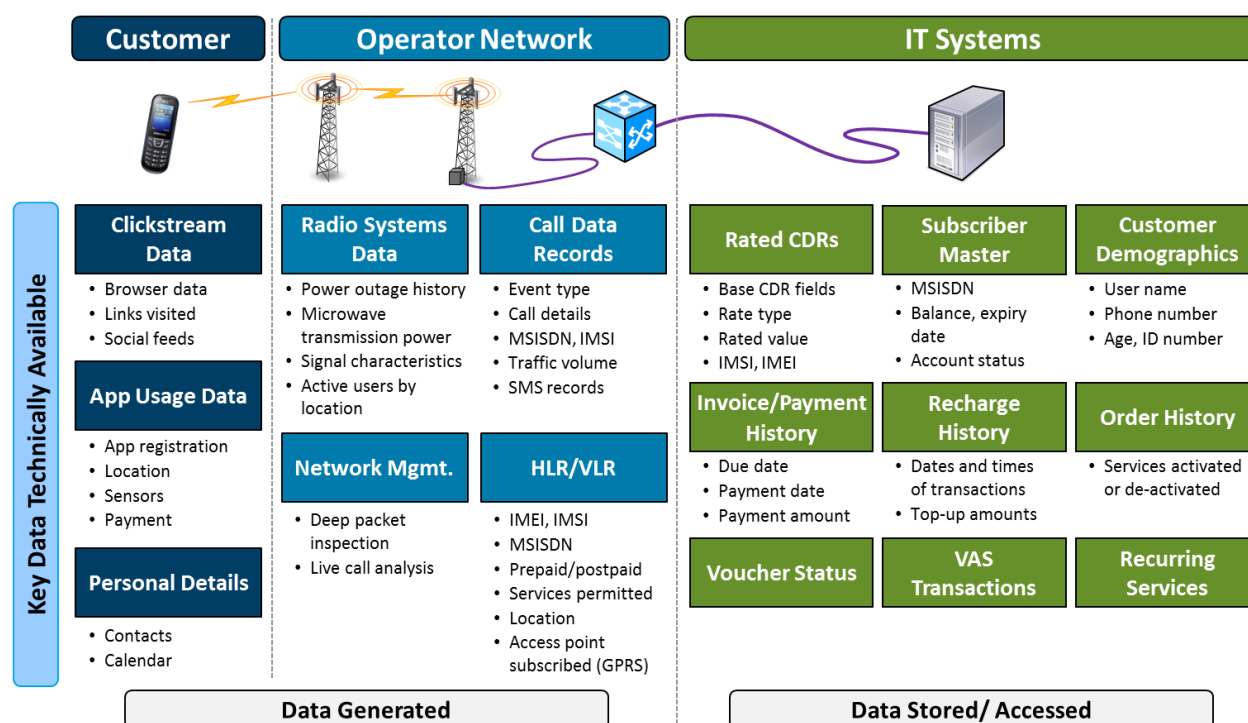 Customer
Operator Network
IT Systems
Key Data Technically Available
Clickstream
Data
• Browser data
• Links visited
• Social feeds
App Usage Data
• App registration
• Location
• Sensors
• Payment
Personal Details
• Contacts
• Calendar
Radio Systems
Data
• Power outage history
• Microwave
transmission power
• Signal characteristics
• Active users by
location
Network Mgmt.
• Deep packet
inspection
• Live call analysis
Call Data
Records
• Event type
• Call details
• MSISDN, IMSI
• Traffic volume
• SMS records
HLR/VLR
• IMEI, IMSI
• MSISDN
• Prepaid/postpaid
• Services permitted
• Location
• Access point
subscribed (GPRS)
Rated CDRs
• Base CDR fields
• Rate type
• Rated value
• IMSI, IMEI
Subscriber
Master
• MSISDN
• Balance, expiry
date
• Account status
Customer
Demographics
• User name
• Phone number
• Age, ID number
Invoice/Payment
History
• Due date
• Payment date
• Payment amount
Recharge
History
• Dates and times
of transactions
• Top-up amounts
Order History
• Services activated
or de-activated
Voucher Status
VAS
Transactions
Recurring
Services
Data Generated
Data Stored/ Accessed